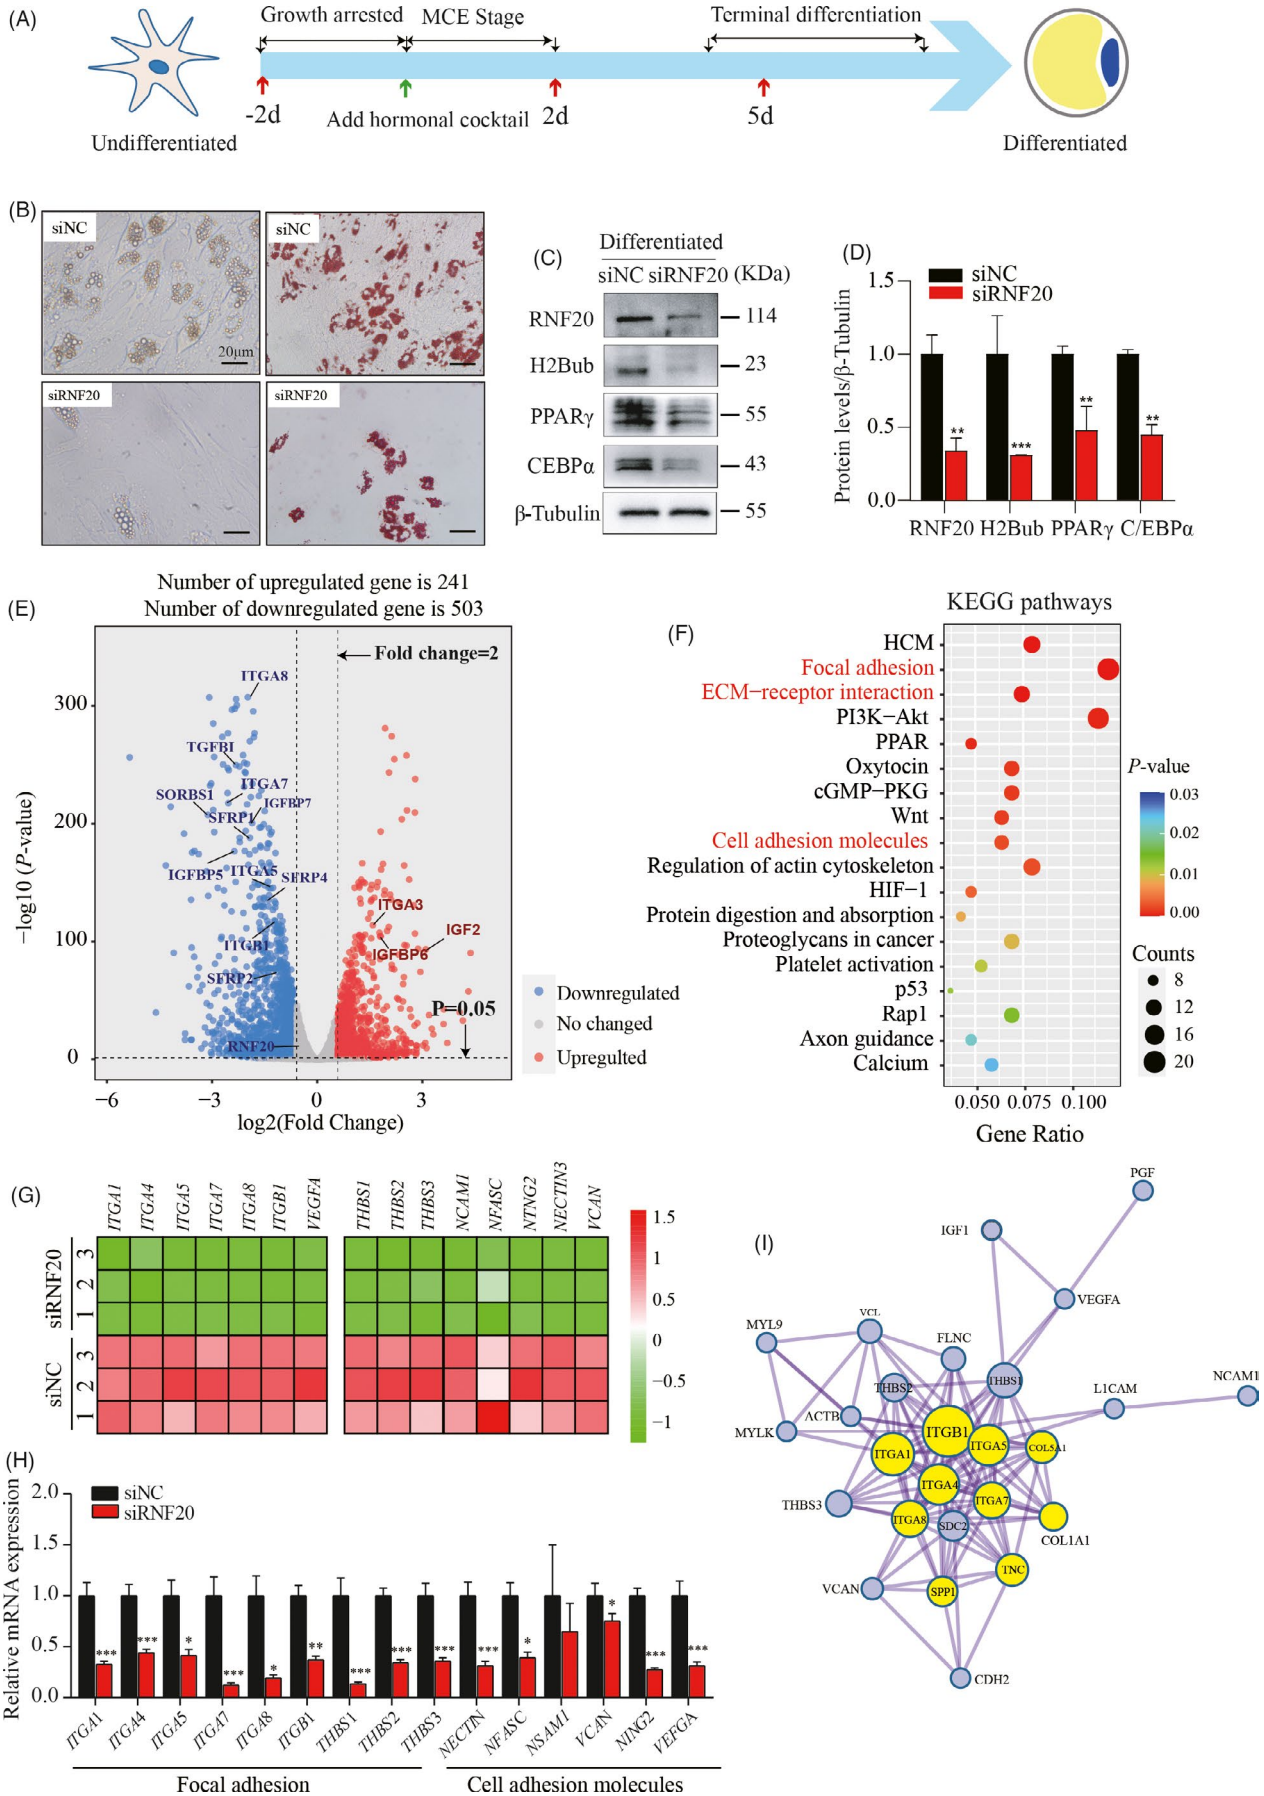 (A)
Growth arrested
MCE Stage
Terminal differentiation
-2d
Add hormonal cocktail
2d
5d
Undifferentiated
Differentiated
(B)
siNC
siNC
20μm
siRNF20
siRNF20
(C)
Differentiated
siNC siRNF20 (KDa)
RNF20
114
H2Bub
23
PPARγ
55
CEBPα
43
β-Tubulin
55
(D)
siNC
siRNF20
Protein levels/β-Tubulin
1.5
1.0
0.5
0.0
**
***
**
**
RNF20 H2Bub PPARγ C/EBPα
(E)
Number of upregulated gene is 241
Number of downregulated gene is 503
Fold change=2
ITGA8
TGFBI
ITGA7
SORBS1
IGFBP7
SFRP1
IGFBP5
ITGA5
SFRP4
ITGA3
ITGB1
IGF2
IGFBP6
SFRP2
P=0.05
RNF20
−log10 (P-value)
300
200
100
0
−6
−3
0
3
log2(Fold Change)
Downregulated
No changed
Upregulted
(F)
KEGG pathways
HCM
Focal adhesion
ECM−receptor interaction
PI3K−Akt
PPAR
Oxytocin
cGMP−PKG
Wnt
Cell adhesion molecules
Regulation of actin cytoskeleton
HIF−1
Protein digestion and absorption
Proteoglycans in cancer
Platelet activation
p53
Rap1
Axon guidance
Calcium
0.050 0.075 0.100
Gene Ratio
P-value
0.03
0.02
0.01
0.00
Counts
8
12
16
20
(G)
ITGA1
ITGA4
ITGA5
ITGA7
ITGA8
ITGB1
VEGFA
THBS1
THBS2
THBS3
NCAM1
NFASC
NTNG2
NECTIN3
VCAN
siRNF20
3
2
1
siNC
3
2
1
1.5
1
0.5
0
−0.5
−1
(H)
siNC
siRNF20
Relative mRNA expression
2.0
1.5
1.0
0.5
0.0
***
***
*
***
*
**
***
***
***
***
*
*
***
***
ITGA1
ITGA4
ITGA5
ITGA7
ITGA8
ITGB1
THBS1
THBS2
THBS3
NECTIN
NFASC
NSAM1
VCAN
NING2
VEFGA
Focal adhesion
Cell adhesion molecules
(I)
PGF
IGF1
VEGFA
VCL
MYL9
FLNC
THBS2
THBS1
L1CAM
NCAM1
ACTB
MYLK
ITGB1
ITGA1
ITGA5
COL5A1
ITGA4
ITGA7
THBS3
ITGA8
SDC2
COL1A1
TNC
VCAN
SPP1
CDH2